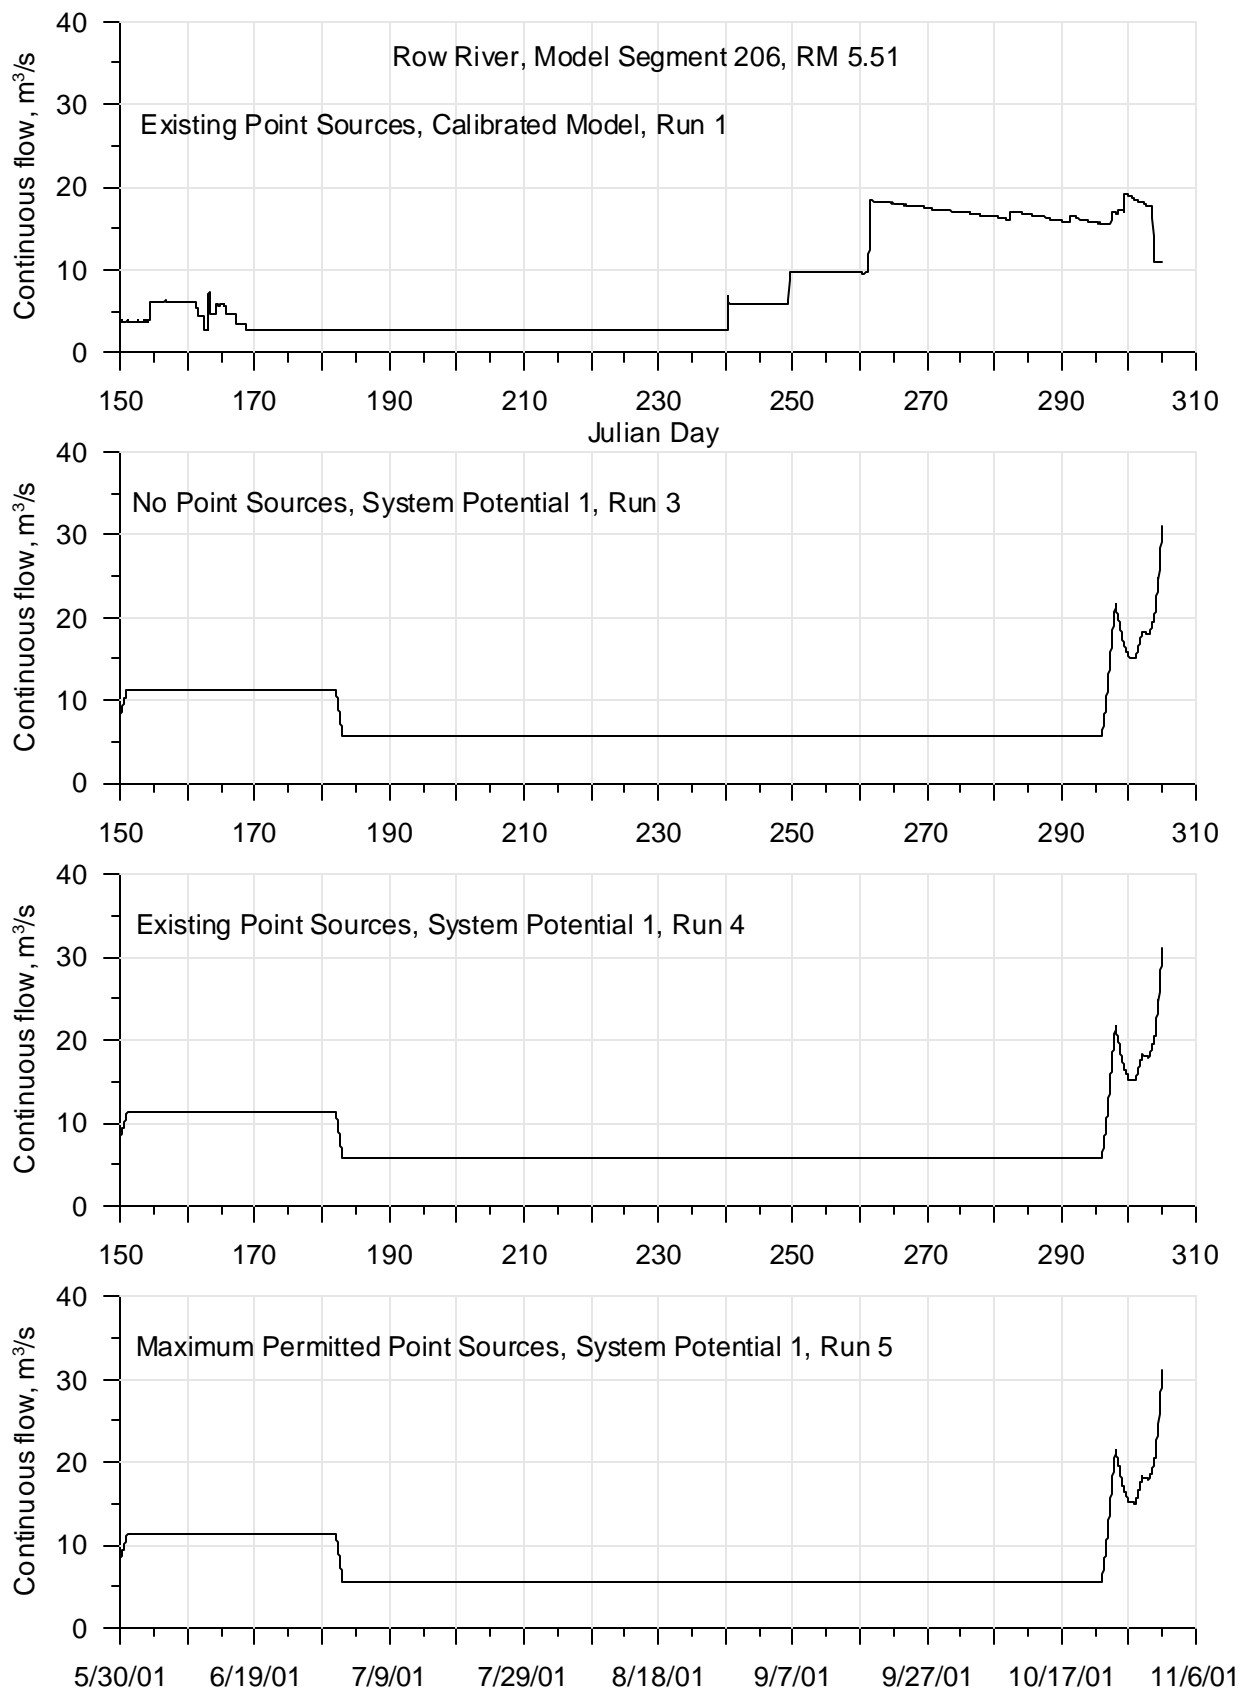 Row River, Model Segment 206, RM 5.51
Existing Point Sources, Calibrated Model, Run 1
Continuous flow, m³/s
40
30
20
10
0
150 170 190 210 230 250 270 290 310
Julian Day
No Point Sources, System Potential 1, Run 3
Continuous flow, m³/s
40
30
20
10
0
150 170 190 210 230 250 270 290 310
Existing Point Sources, System Potential 1, Run 4
Continuous flow, m³/s
40
30
20
10
0
150 170 190 210 230 250 270 290 310
Maximum Permitted Point Sources, System Potential 1, Run 5
Continuous flow, m³/s
40
30
20
10
0
5/30/01 6/19/01 7/9/01 7/29/01 8/18/01 9/7/01 9/27/01 10/17/01 11/6/01